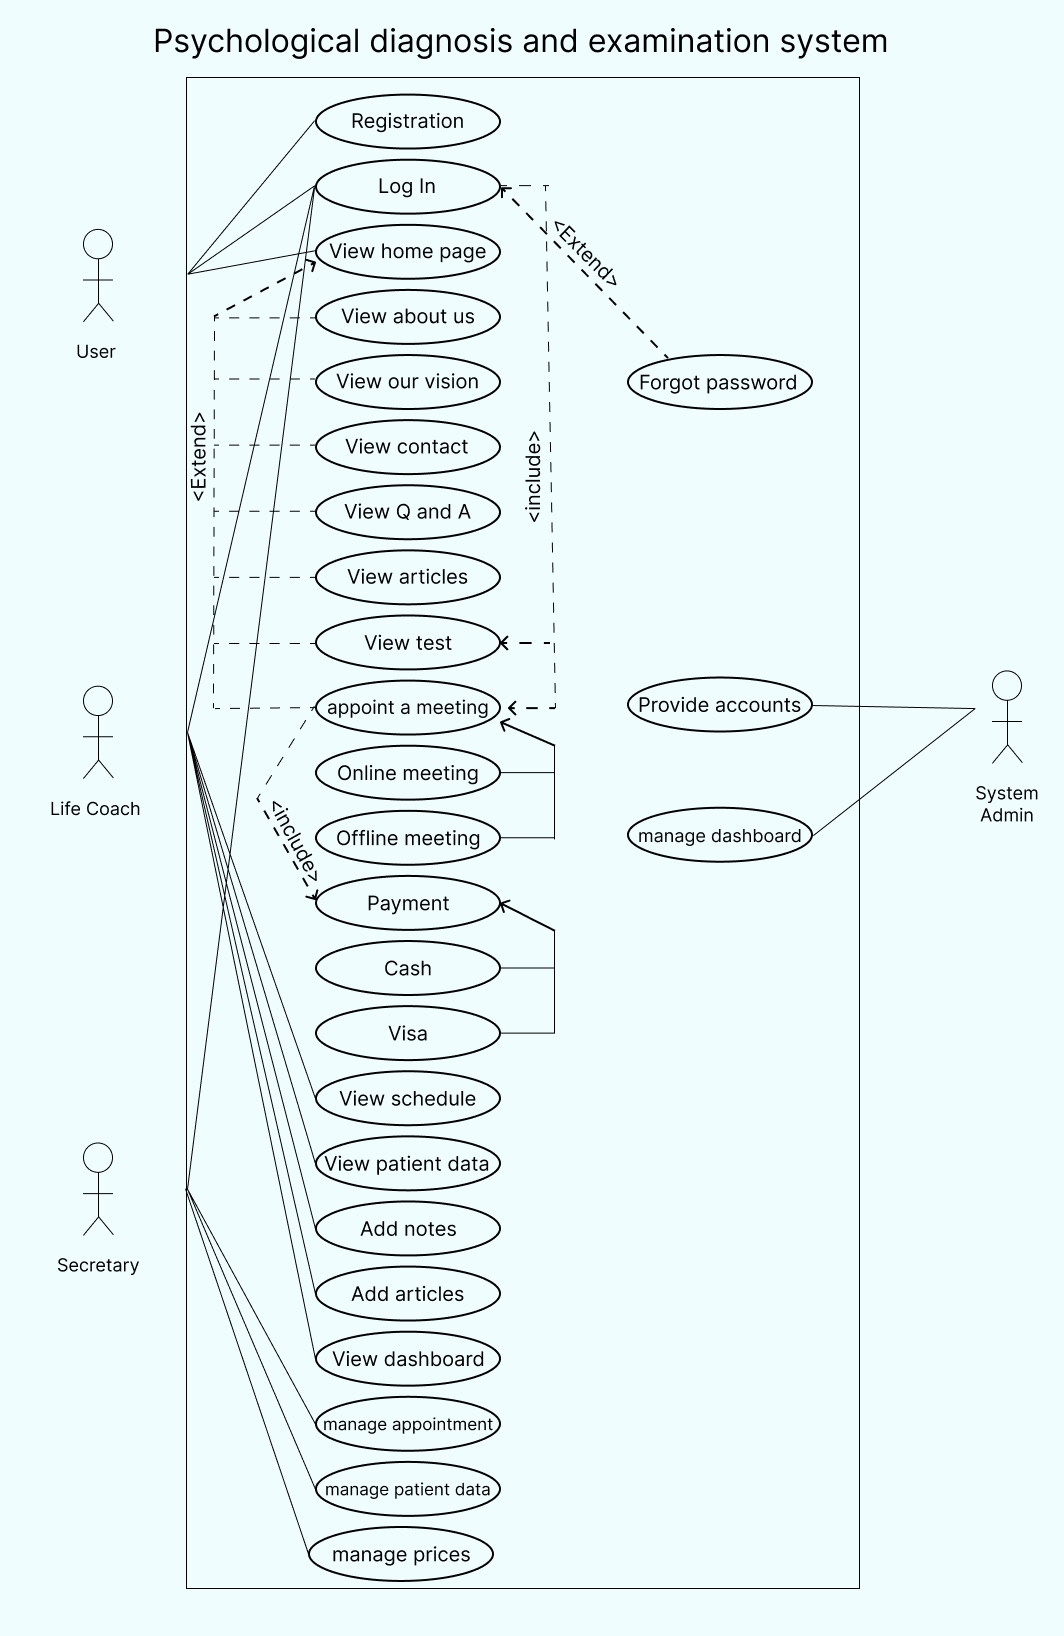 Psychological diagnosis and examination system
Registration
Log In
<Extend>
View home page
User
View about us
View our vision
Forgot password
<Extend>
View contact
<include>
View Q and A
View articles
View test
appoint a meeting
Provide accounts
Online meeting
Life Coach
System
Admin
Offline meeting
manage dashboard
<include>
Payment
Cash
Visa
View schedule
View patient data
Add notes
Secretary
Add articles
View dashboard
manage appointment
manage patient data
manage prices